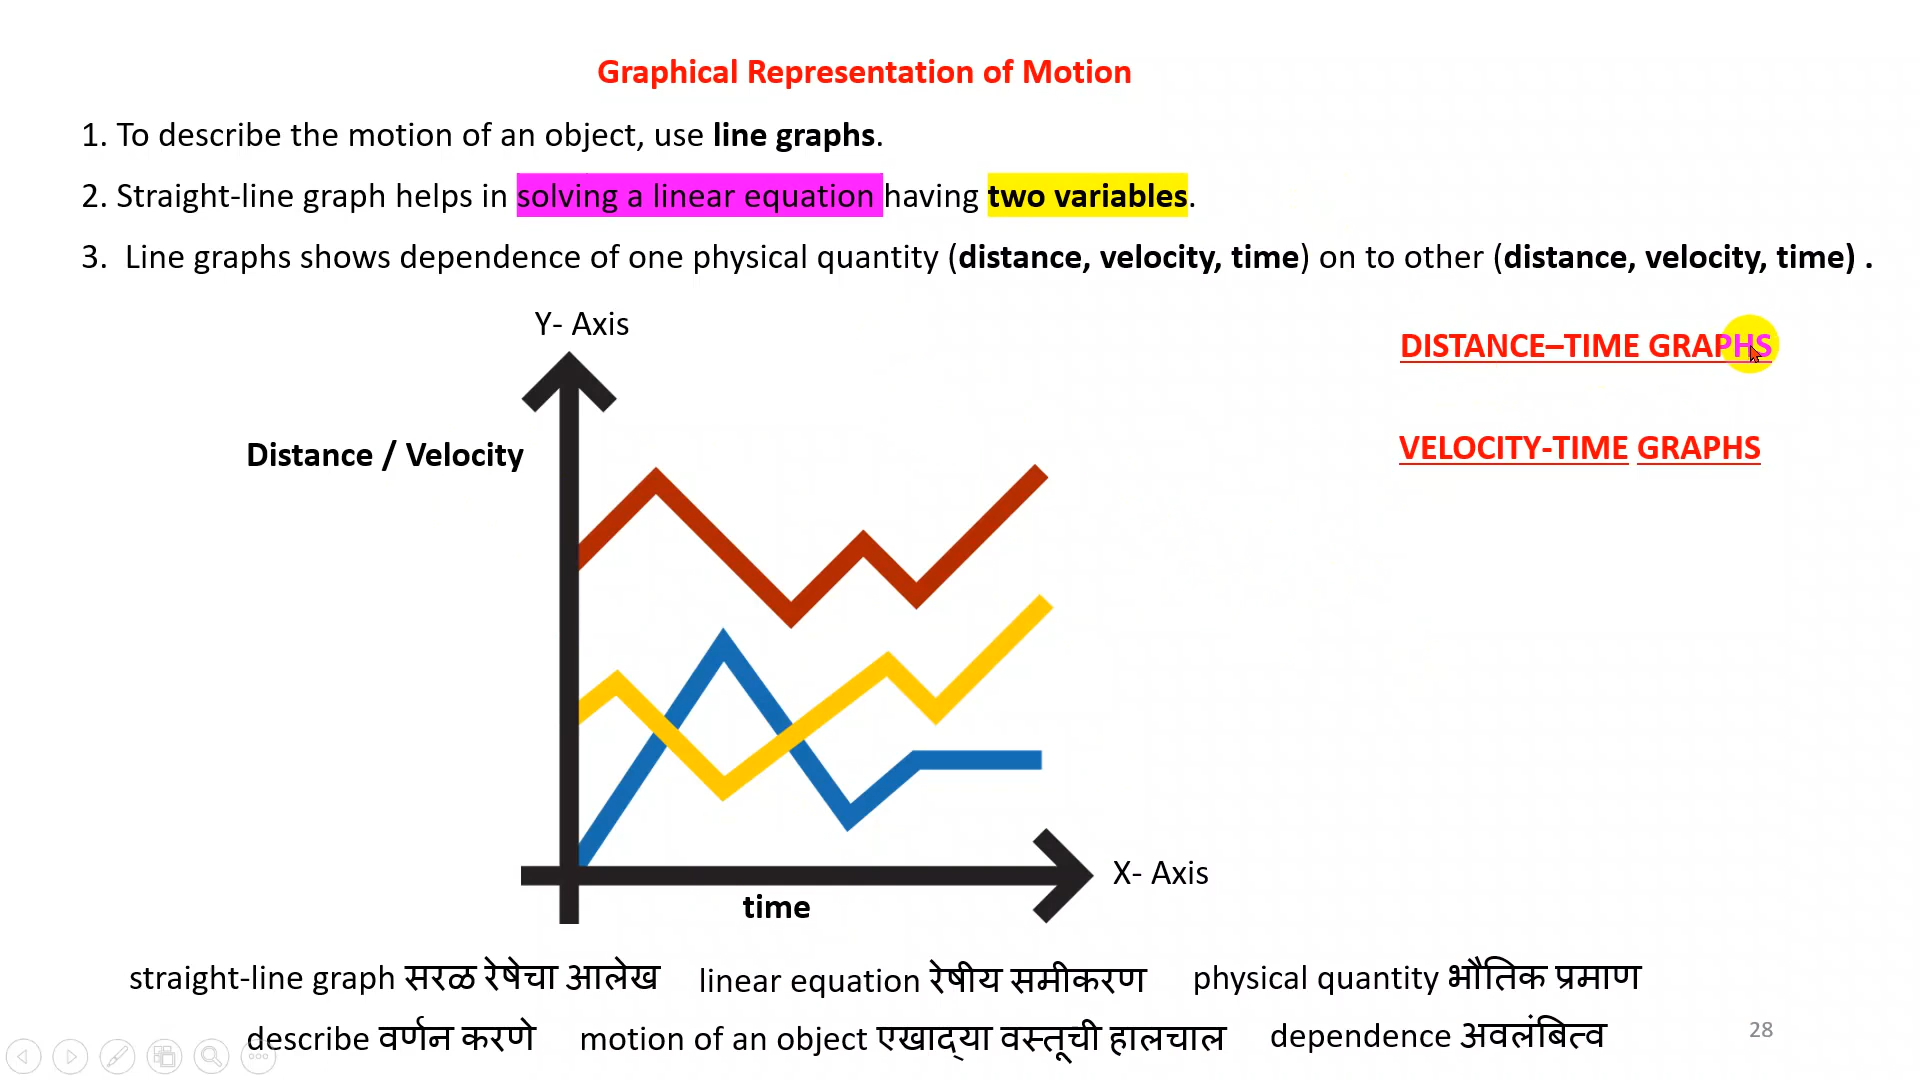 Graphical Representation of Motion
1. To describe the motion of an object, use line graphs.
2. Straight-line graph helps in solving a linear equation having two variables.
3. Line graphs shows dependence of one physical quantity (distance, velocity, time) on to other (distance, velocity, time) .
Y- Axis
DISTANCE–TIME GRAPHS
VELOCITY-TIME GRAPHS
Distance / Velocity
X- Axis
time
straight-line graph सरळ रेषेचा आलेख linear equation रेषीय समीकरण physical quantity भौतिक प्रमाण
describe वर्णन करणे motion of an object एखाद्या वस्तूची हालचाल dependence अवलंबित्व
28